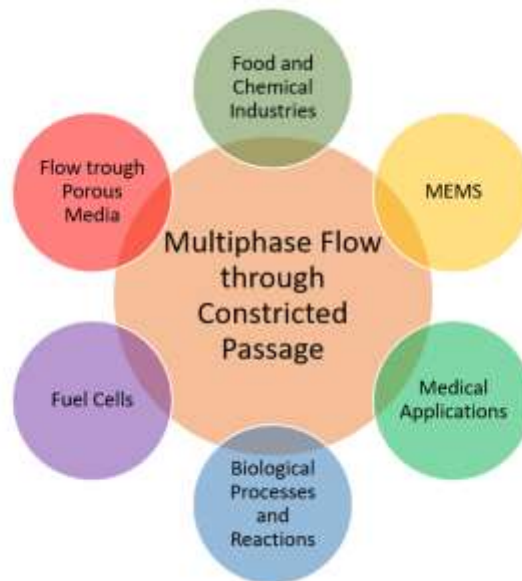 Food and
Chemical
Industries
Flow trough
Porous
Media
MEMS
Multiphase Flow
through
Constricted
Passage
Fuel Cells
Medical
Applications
Biological
Processes
and
Reactions